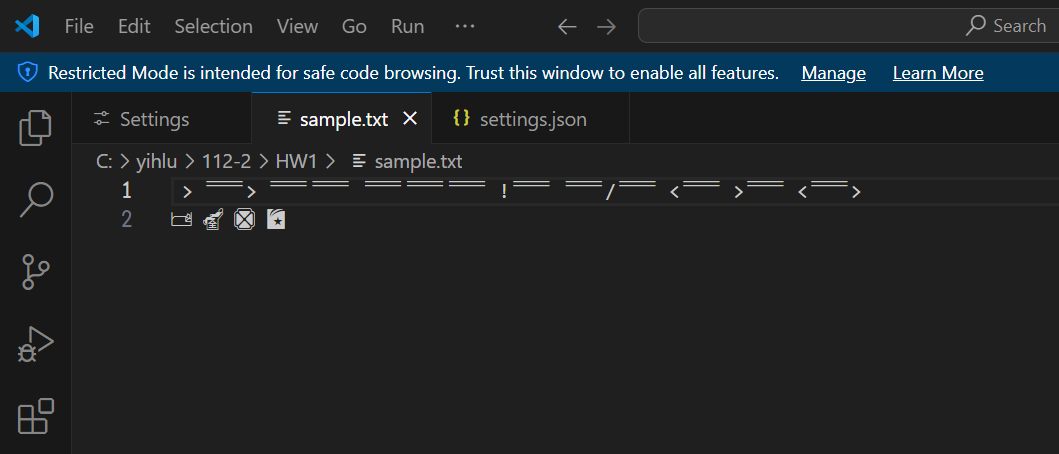 File Edit Selection View Go Run ··· ← → Search
Restricted Mode is intended for safe code browsing. Trust this window to enable all features. Manage Learn More
Settings sample.txt × {} settings.json
C: > yihlu > 112-2 > HW1 > sample.txt
1
2